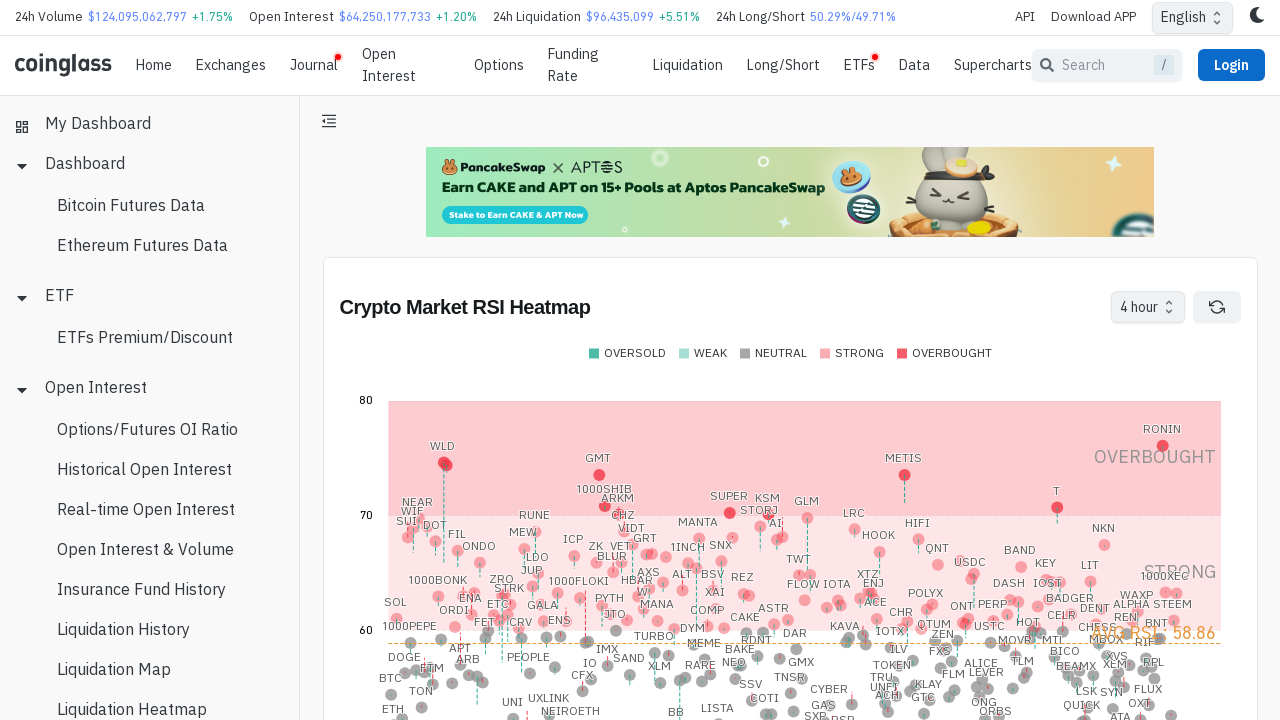 24h Volume $124,095,062,797 +1.75% Open Interest $64,250,177,733 +1.20% 24h Liquidation $96,435,099 +5.51% 24h Long/Short 50.29%/49.71% API Download APP English
coinglass Home Exchanges Journal Open Interest Options Funding Rate Liquidation Long/Short ETFs Data Supercharts Search / Login
My Dashboard
Dashboard
Bitcoin Futures Data
Ethereum Futures Data
ETF
ETFs Premium/Discount
Open Interest
Options/Futures OI Ratio
Historical Open Interest
Real-time Open Interest
Open Interest & Volume
Insurance Fund History
Liquidation History
Liquidation Map
Liquidation Heatmap
PancakeSwap × APTOS
Earn CAKE and APT on 15+ Pools at Aptos PancakeSwap
Stake to Earn CAKE & APT Now
Crypto Market RSI Heatmap
4 hour
OVERSOLD WEAK NEUTRAL STRONG OVERBOUGHT
80
RONIN
WLD
OVERBOUGHT
GMT METIS
1000SHIB
T
ARKM SUPER KSM
NEAR GLM
WIF STORJ LRC
70
RUNE CHZ
SUI DOT MANTA AI HIFI
VIDT NKN
MEW FIL HOOK
ICP GRT
ONDO ZK VET 1INCH SNX QNT BAND
LDO BLUR TWT USDC KEY LIT
JUP AXS ALT BSV XTZ STRONG
1000BONK ZRO 1000FLOKI HBAR REZ FLOW IOTA ENJ DASH IOST 1000XEC
STRK XAI POLYX WAXP
SOL ENA ETC GALA PYTH MANA ACE ONT PERP BADGER ALPHA STEEM
ORDI JTO COMP ASTR CHR CELR DENT REN
FET CRV ENS CAKE HOT BNT
1000PEPE DYM KAVA IOTX QTUM USTC
60
AVG RSI : 58.86
TURBO MEME BDNT DAR ZEN MOVR MTL MBOX RIF
APT IMX BAKE ILV FXS BICO XVS
DOGE ARB PEOPLE IO SAND NEO GMX TOKEN ALICE TLM RPL
FTM CFX XLM RARE TNSR TRU FLM LEVER BEAMX XEM
BTC SSV CYBER UNFI KLAY LSK SYN FLUX
TON UXLINK COTI ACH GTC ONG
ETH UNI NEIROETH BB LISTA GAS ORBS QUICK OXT
SXP ATA